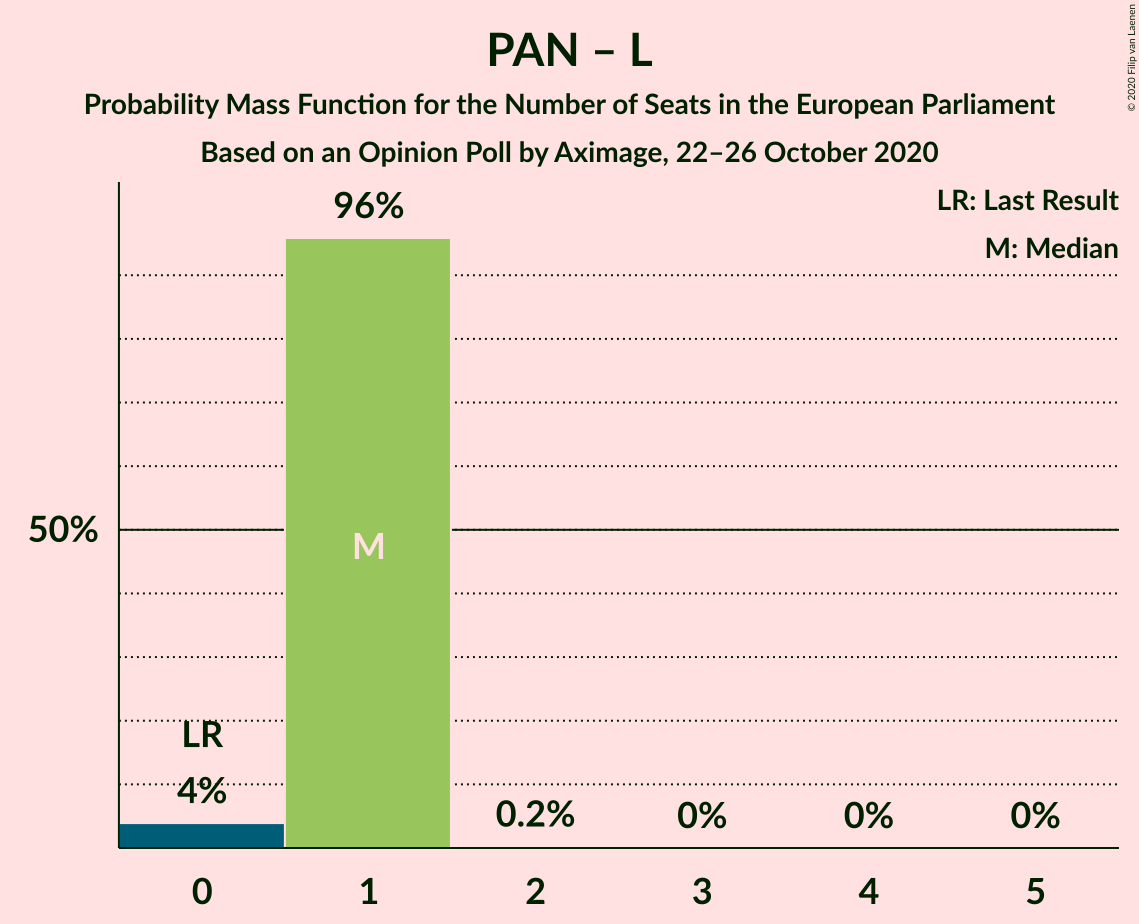 PAN – L
Probability Mass Function for the Number of Seats in the European Parliament
Based on an Opinion Poll by Aximage, 22–26 October 2020
© 2020 Filip van Laenen
LR: Last Result
M: Median
96%
50%
M
LR
4%
0.2%
0%
0%
0%
0
1
2
3
4
5